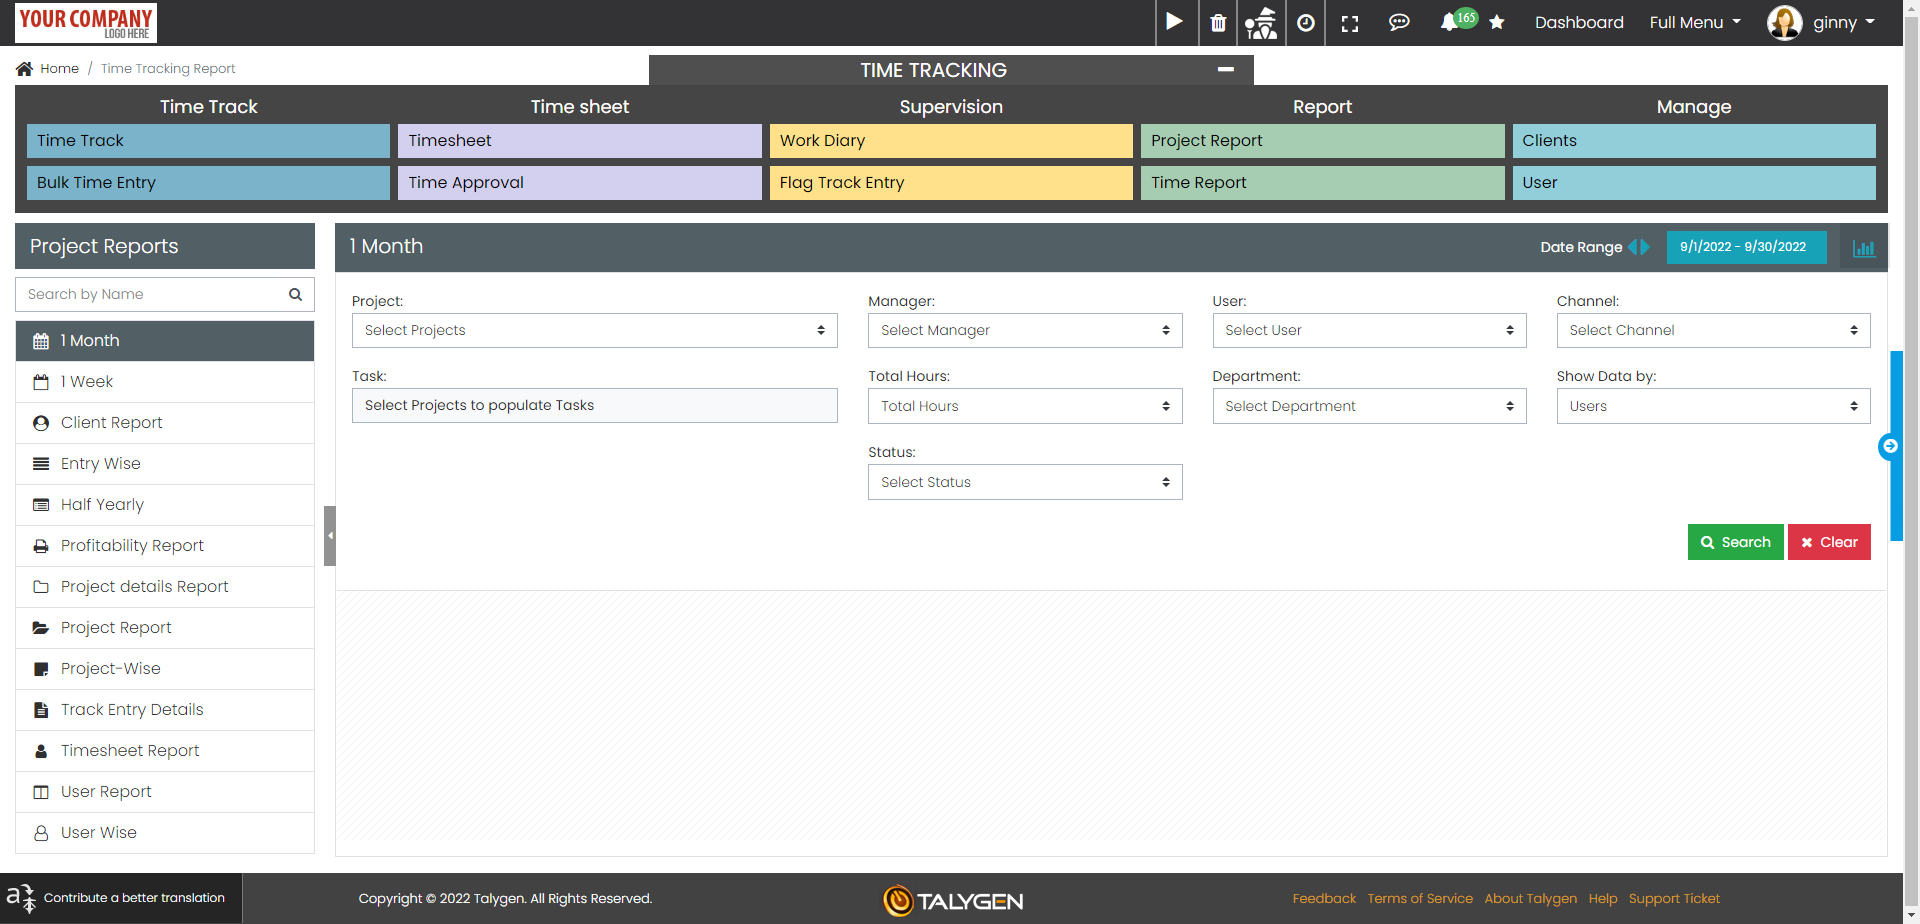 YOUR COMPANY
LOGO HERE
165
Dashboard
Full Menu
ginny
Home / Time Tracking Report
TIME TRACKING
Time Track
Time sheet
Supervision
Report
Manage
Time Track
Timesheet
Work Diary
Project Report
Clients
Bulk Time Entry
Time Approval
Flag Track Entry
Time Report
User
Project Reports
Search by Name
1 Month
1 Week
Client Report
Entry Wise
Half Yearly
Profitability Report
Project details Report
Project Report
Project-Wise
Track Entry Details
Timesheet Report
User Report
User Wise
1 Month
Date Range
9/1/2022 - 9/30/2022
Project:
Select Projects
Manager:
Select Manager
User:
Select User
Channel:
Select Channel
Task:
Select Projects to populate Tasks
Total Hours:
Total Hours
Department:
Select Department
Show Data by:
Users
Status:
Select Status
Search
Clear
Contribute a better translation
Copyright © 2022 Talygen. All Rights Reserved.
TALYGEN
Feedback
Terms of Service
About Talygen
Help
Support Ticket